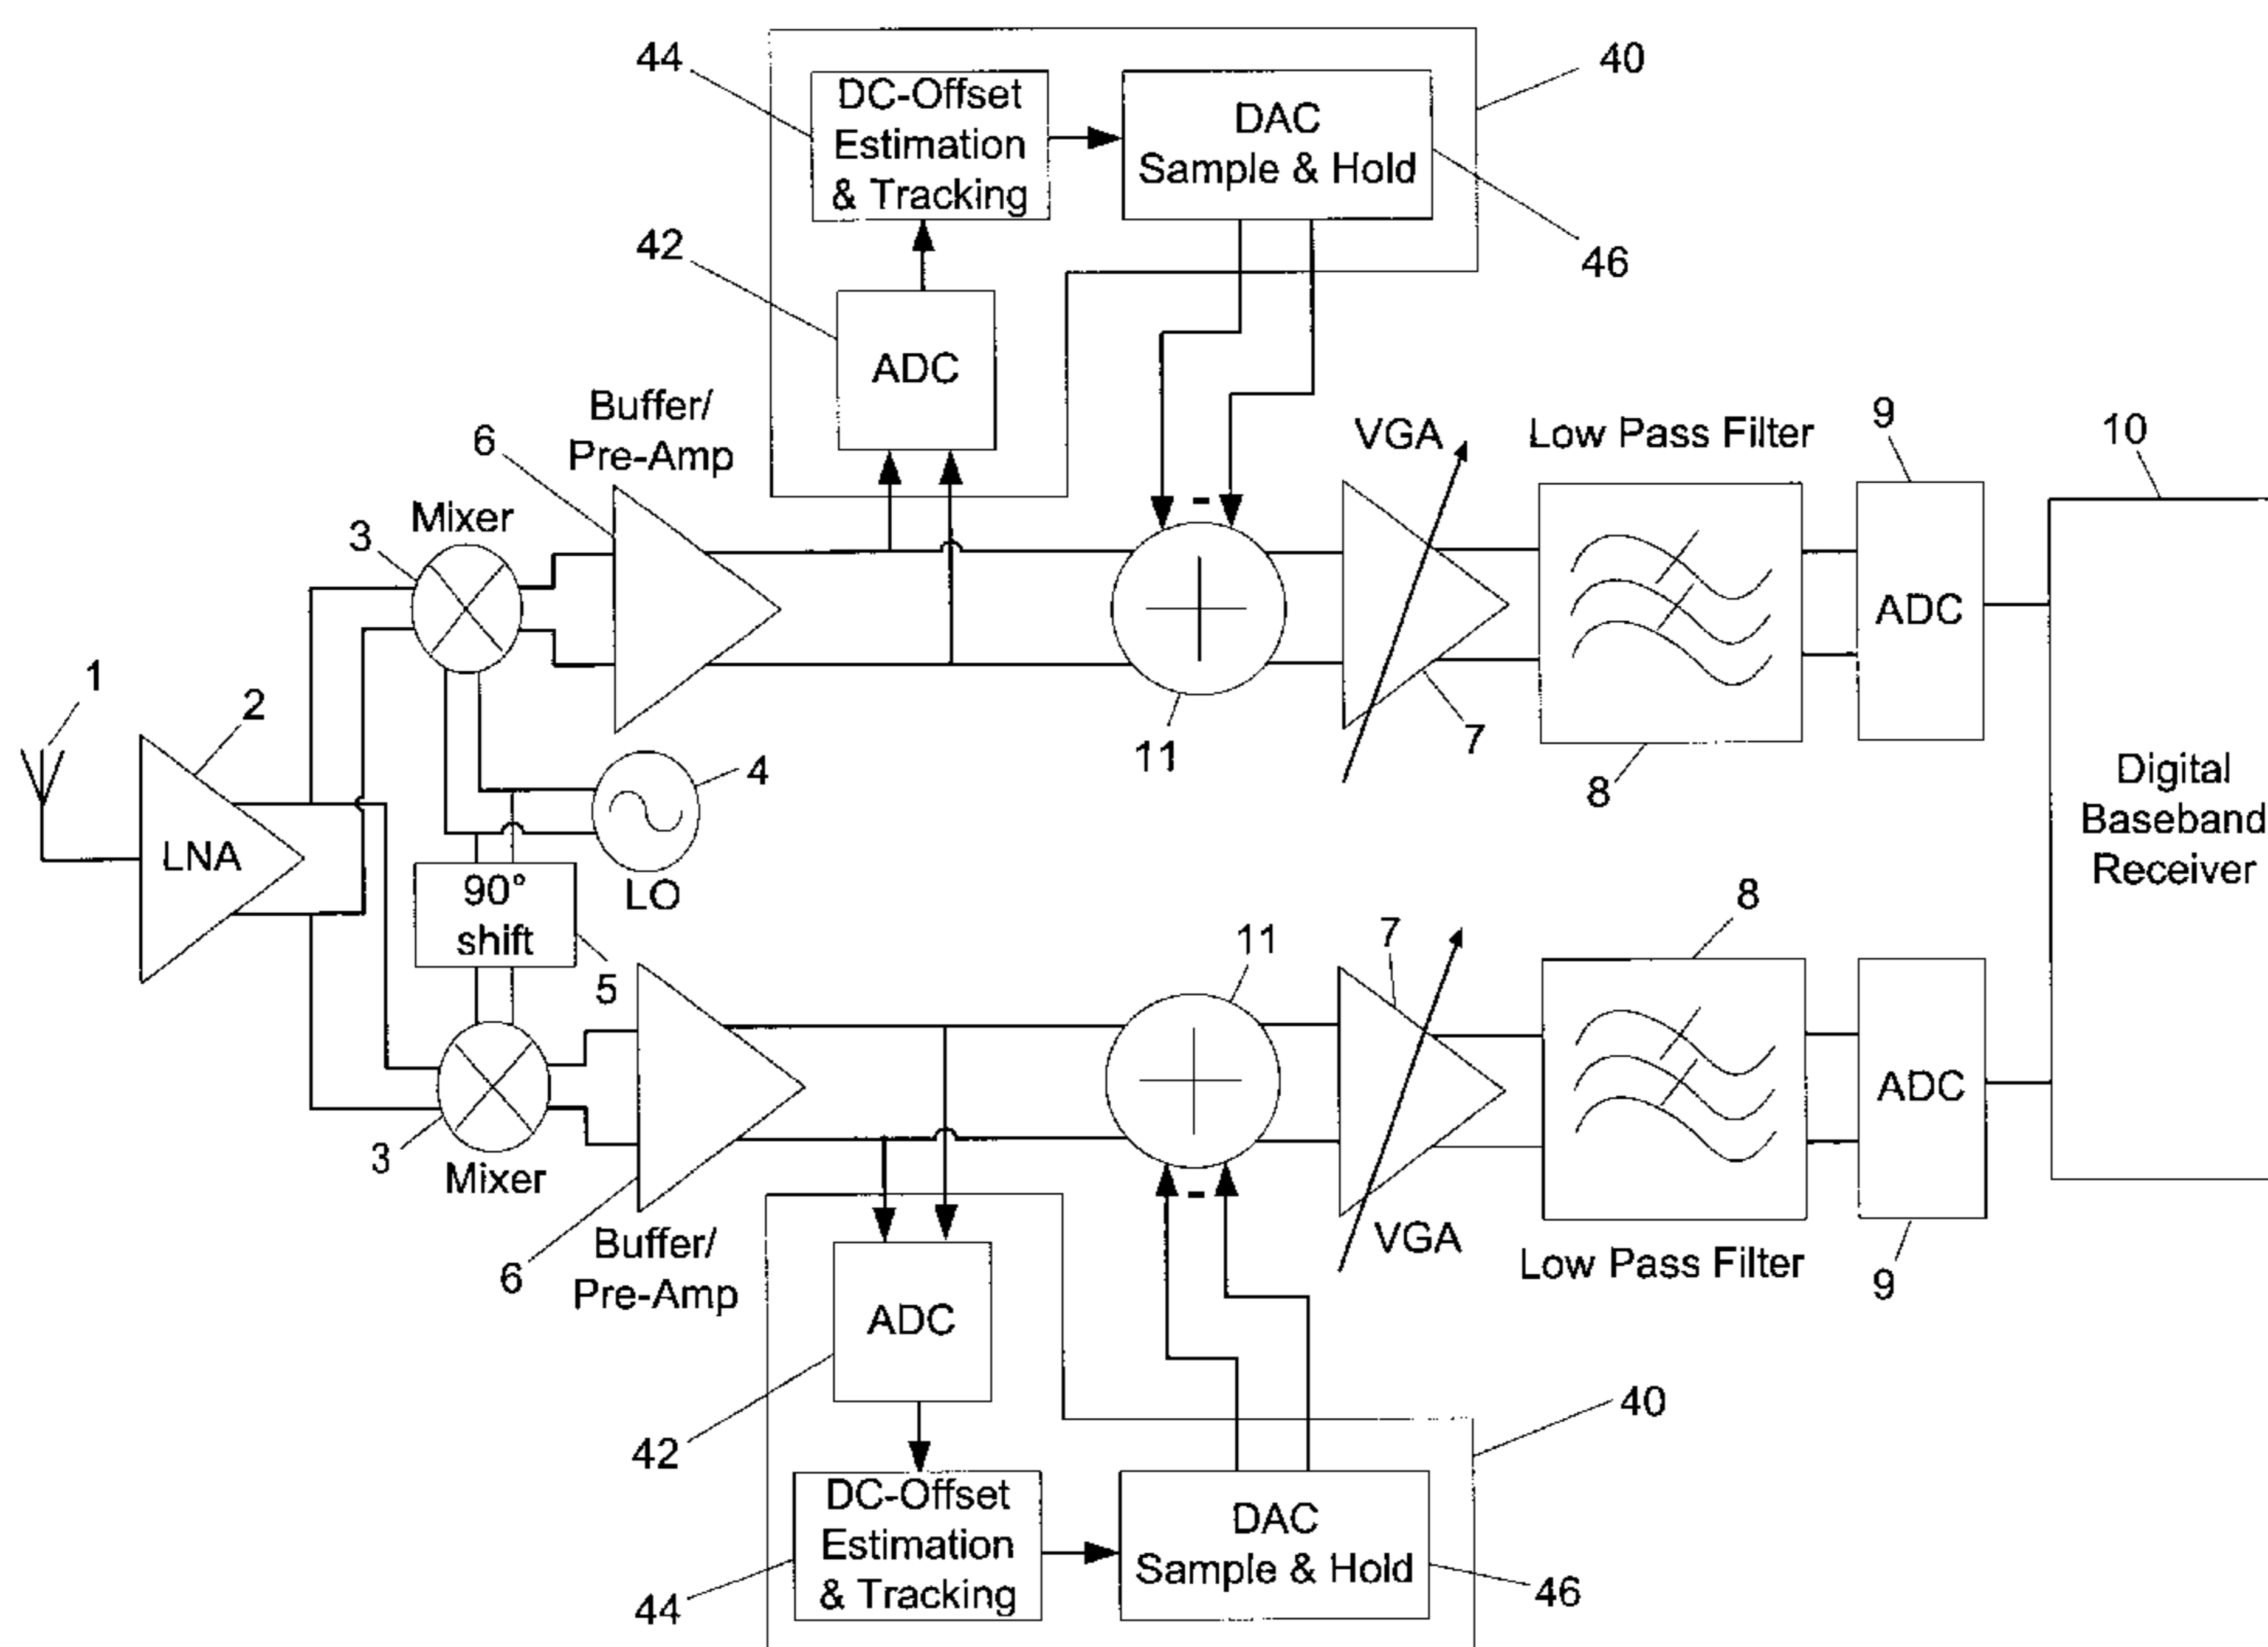 44
DC-Offset
Estimation
& Tracking
DAC
Sample & Hold
40
42
46
ADC
Buffer/
Pre-Amp
6
Mixer
3
VGA
Low Pass Filter
9
10
ADC
1
2
LNA
4
LO
90°
shift
5
11
7
8
Digital
Baseband
Receiver
-
3
Mixer
6
Buffer/
Pre-Amp
11
7
VGA
8
Low Pass Filter
ADC
9
-
ADC
42
40
DC-Offset
Estimation
& Tracking
44
DAC
Sample & Hold
46